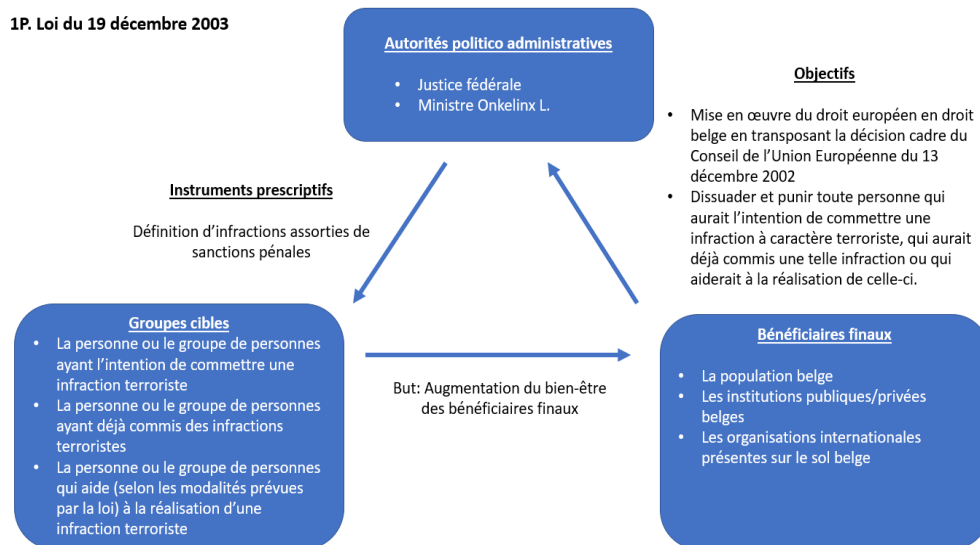 1P. Loi du 19 décembre 2003
Autorités politico administratives
• Justice fédérale
• Ministre Onkelinx L.
Objectifs
• Mise en œuvre du droit européen en droit
belge en transposant la décision cadre du
Conseil de l'Union Européenne du 13
décembre 2002
• Dissuader et punir toute personne qui
aurait l'intention de commettre une
infraction à caractère terroriste, qui aurait
déjà commis une telle infraction ou qui
aiderait à la réalisation de celle-ci.
Instruments prescriptifs
Définition d'infractions assorties de
sanctions pénales
Groupes cibles
• La personne ou le groupe de personnes
ayant l'intention de commettre une
infraction terroriste
• La personne ou le groupe de personnes
ayant déjà commis des infractions
terroristes
• La personne ou le groupe de personnes
qui aide (selon les modalités prévues
par la loi) à la réalisation d'une
infraction terroriste
But: Augmentation du bien-être
des bénéficiaires finaux
Bénéficiaires finaux
• La population belge
• Les institutions publiques/privées
belges
• Les organisations internationales
présentes sur le sol belge